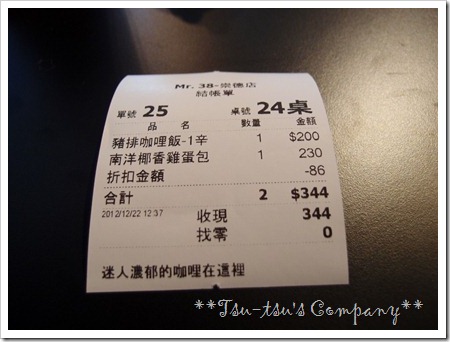 Mr. 38-崇德店
結帳單
單號 25 桌號 24桌
品名 數量 金額
豬排咖哩飯-1辛 1 $200
南洋椰香雞蛋包 1 230
折扣金額 -86
合計 2 $344
2012/12/22 12:37 收現 344
找零 0
迷人濃郁的咖哩在這裡
**Tsu-tsu's Company**